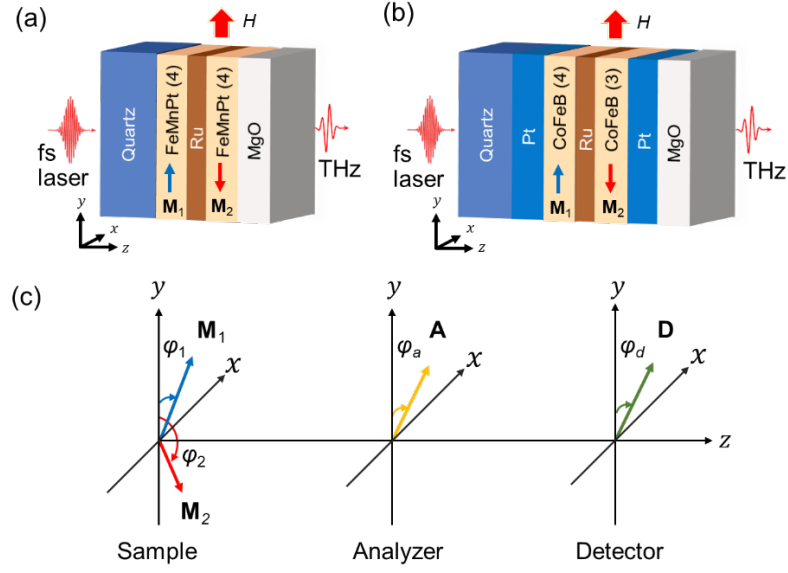 (a)
H
Quartz
FeMnPt (4)
Ru
FeMnPt (4)
MgO
fs
laser
THz
M₁
M₂
y
x
z
(b)
H
Quartz
Pt
CoFeB (4)
Ru
CoFeB (3)
Pt
MgO
fs
laser
THz
M₁
M₂
y
x
z
(c)
y
M₁
φ₁
x
φ₂
M₂
Sample
y
A
φₐ
x
Analyzer
y
D
φd
x
z
Detector